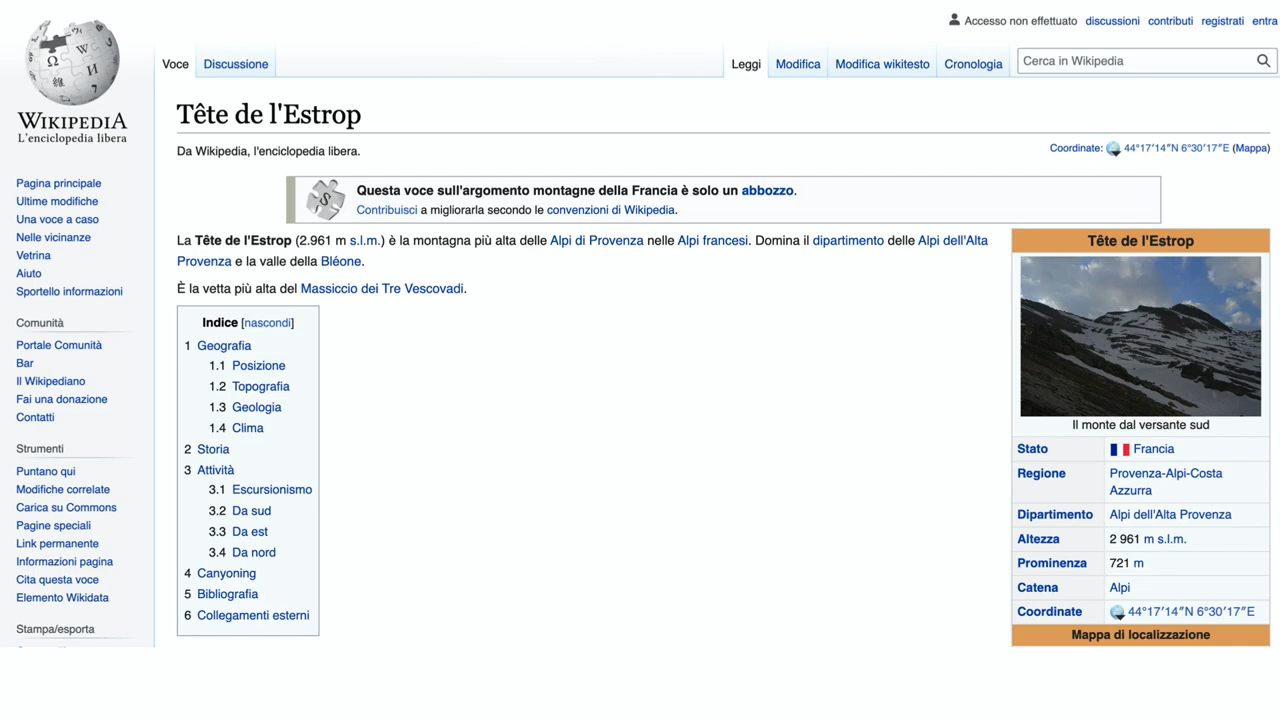 Accesso non effettuato discussioni contributi registrati entra
Voce Discussione Leggi Modifica Modifica wikitesto Cronologia Cerca in Wikipedia
WIKIPEDIA
L'enciclopedia libera
Tête de l'Estrop
Da Wikipedia, l'enciclopedia libera.
Coordinate: 44°17′14″N 6°30′17″E (Mappa)
Pagina principale
Ultime modifiche
Una voce a caso
Nelle vicinanze
Vetrina
Aiuto
Sportello informazioni
Comunità
Portale Comunità
Bar
Il Wikipediano
Fai una donazione
Contatti
Strumenti
Puntano qui
Modifiche correlate
Carica su Commons
Pagine speciali
Link permanente
Informazioni pagina
Cita questa voce
Elemento Wikidata
Stampa/esporta
Questa voce sull'argomento montagne della Francia è solo un abbozzo.
Contribuisci a migliorarla secondo le convenzioni di Wikipedia.
La Tête de l'Estrop (2.961 m s.l.m.) è la montagna più alta delle Alpi di Provenza nelle Alpi francesi. Domina il dipartimento delle Alpi dell'Alta
Provenza e la valle della Bléone.
È la vetta più alta del Massiccio dei Tre Vescovadi.
Indice [nascondi]
1 Geografia
1.1 Posizione
1.2 Topografia
1.3 Geologia
1.4 Clima
2 Storia
3 Attività
3.1 Escursionismo
3.2 Da sud
3.3 Da est
3.4 Da nord
4 Canyoning
5 Bibliografia
6 Collegamenti esterni
Tête de l'Estrop
Il monte dal versante sud
Stato Francia
Regione Provenza-Alpi-Costa
Azzurra
Dipartimento Alpi dell'Alta Provenza
Altezza 2 961 m s.l.m.
Prominenza 721 m
Catena Alpi
Coordinate 44°17′14″N 6°30′17″E
Mappa di localizzazione